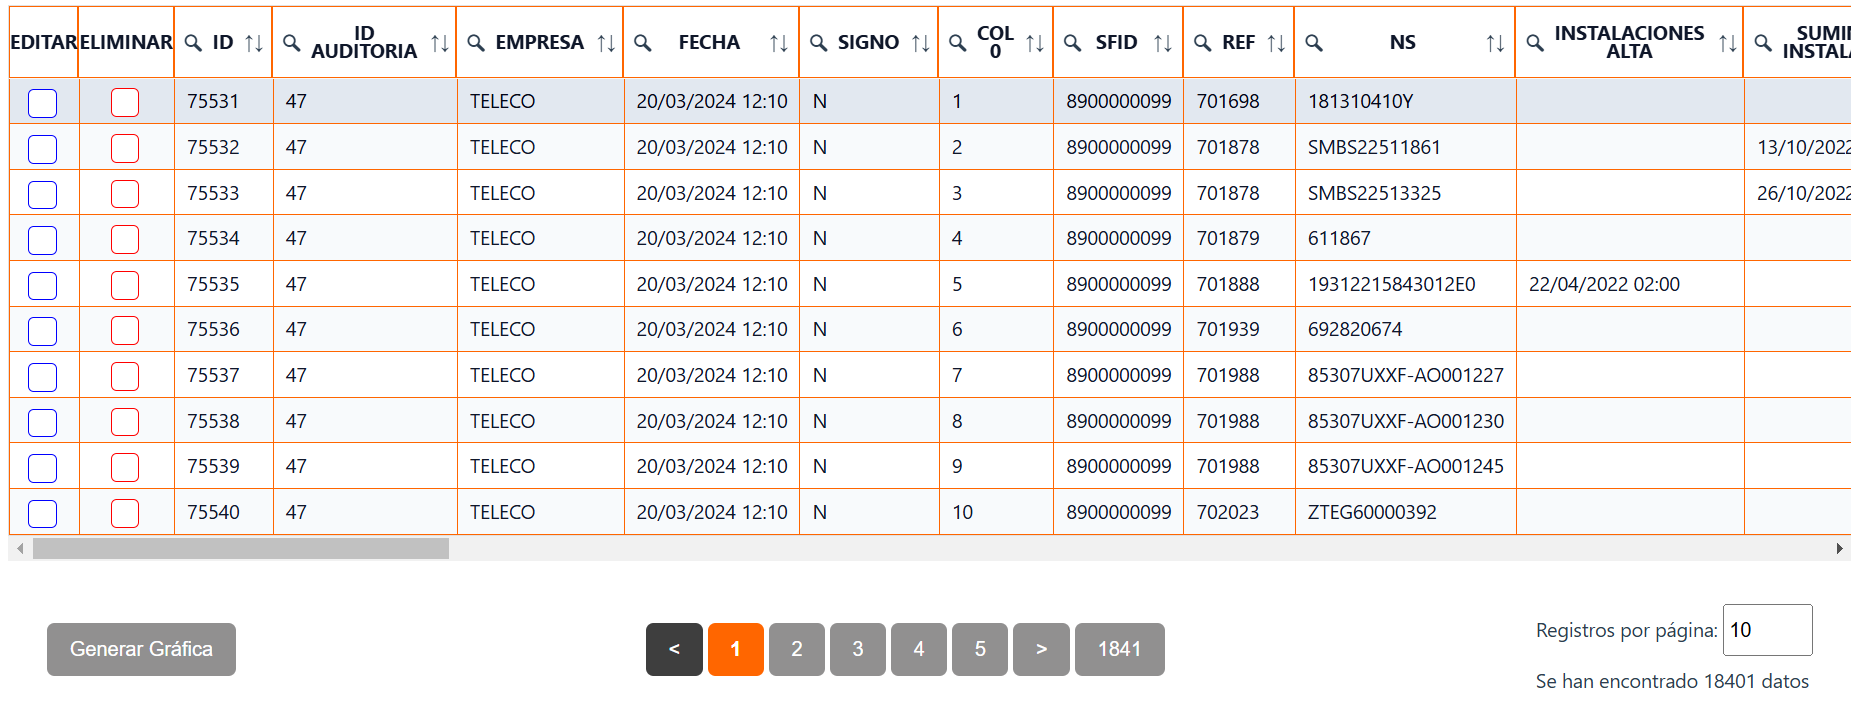 EDITAR ELIMINAR ID ID AUDITORIA EMPRESA FECHA SIGNO COL 0 SFID REF NS INSTALACIONES ALTA
75531 47 TELECO 20/03/2024 12:10 N 1 8900000099 701698 181310410Y
75532 47 TELECO 20/03/2024 12:10 N 2 8900000099 701878 SMBS22511861 13/10/2022
75533 47 TELECO 20/03/2024 12:10 N 3 8900000099 701878 SMBS22513325 26/10/2022
75534 47 TELECO 20/03/2024 12:10 N 4 8900000099 701879 611867
75535 47 TELECO 20/03/2024 12:10 N 5 8900000099 701888 19312215843012E0 22/04/2022 02:00
75536 47 TELECO 20/03/2024 12:10 N 6 8900000099 701939 692820674
75537 47 TELECO 20/03/2024 12:10 N 7 8900000099 701988 85307UXXF-AO001227
75538 47 TELECO 20/03/2024 12:10 N 8 8900000099 701988 85307UXXF-AO001230
75539 47 TELECO 20/03/2024 12:10 N 9 8900000099 701988 85307UXXF-AO001245
75540 47 TELECO 20/03/2024 12:10 N 10 8900000099 702023 ZTEG60000392
Generar Gráfica < 1 2 3 4 5 > 1841 Registros por página: 10
Se han encontrado 18401 datos